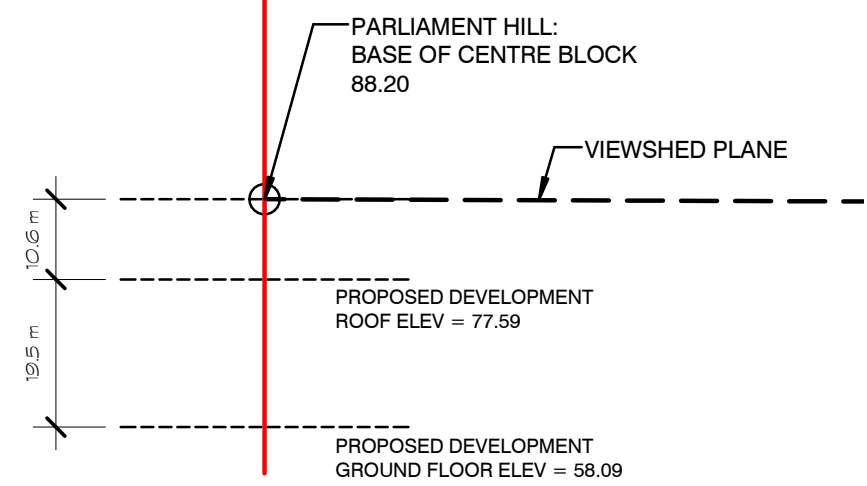 PARLIAMENT HILL:
BASE OF CENTRE BLOCK
88.20
VIEWSHED PLANE
10.6 m
PROPOSED DEVELOPMENT
ROOF ELEV = 77.59
19.5 m
PROPOSED DEVELOPMENT
GROUND FLOOR ELEV = 58.09